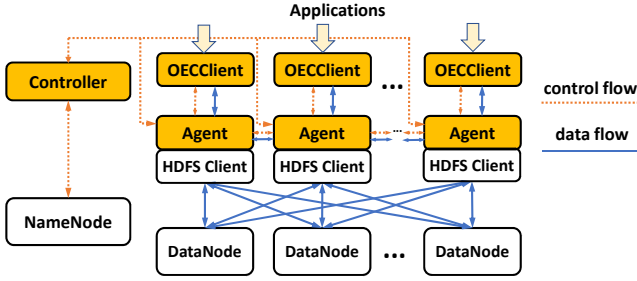 Applications
Controller
OECClient
OECClient
...
OECClient
control flow
Agent
Agent
...
Agent
data flow
HDFS Client
HDFS Client
HDFS Client
NameNode
DataNode
DataNode
...
DataNode